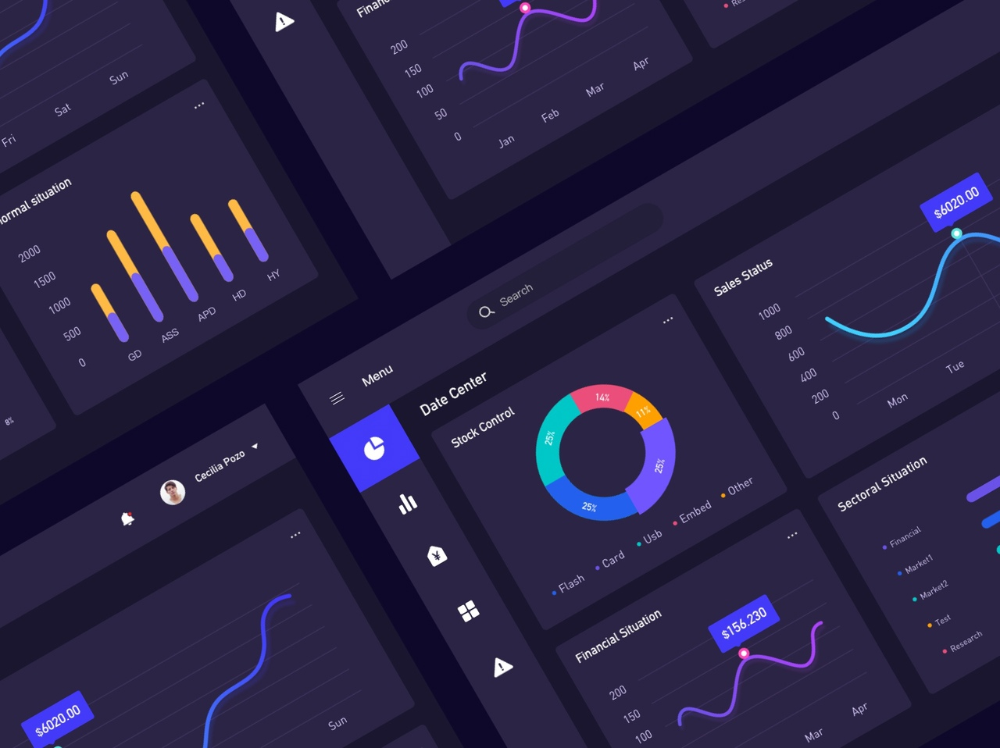 Fri
Sat
Sun
ormal situation
2000
1500
1000
500
0
GD
ASS
APD
HD
HY
8%
200
150
100
50
0
Jan
Feb
Mar
Apr
Search
Menu
Date Center
Stock Control
14%
11%
25%
25%
25%
Flash
Card
Usb
Embed
Other
Sales Status
$6020.00
1000
800
600
400
200
0
Mon
Tue
Sectoral Situation
Financial
Market1
Market2
Test
Research
Financial Situation
$156.230
200
150
100
Mar
Apr
Cecilia Pozo
$6020.00
Sun